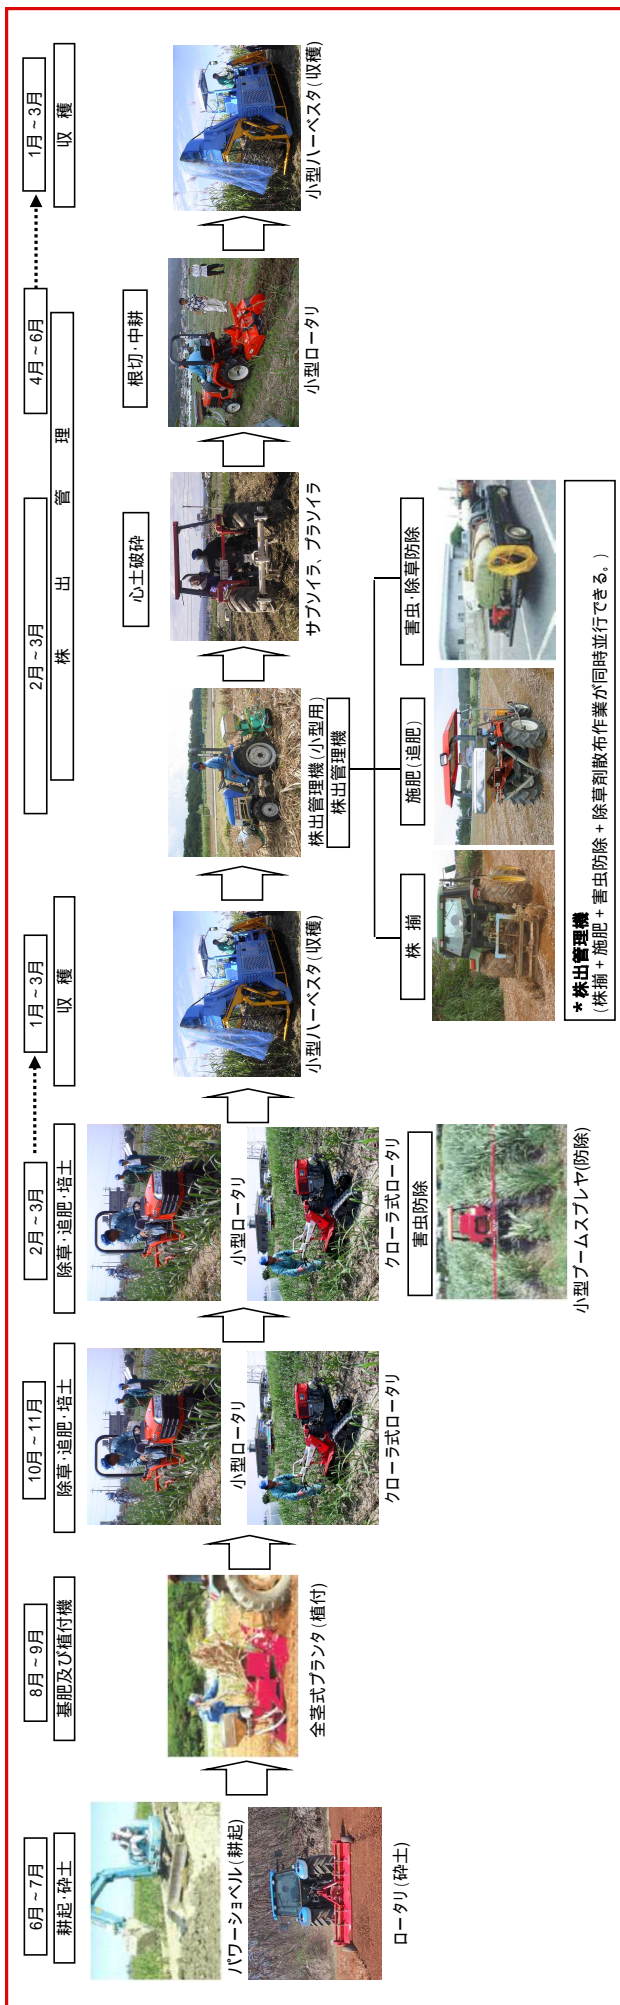 6月～7月
耕起･砕土
パワーショベル(耕起)
ロータリ(砕土)
8月～9月
基肥及び植付機
全茎式プランタ(植付)
10月～11月
除草･追肥･培土
小型ロータリ
クローラ式ロータリ
2月～3月
除草･追肥･培土
小型ロータリ
クローラ式ロータリ
害虫防除
小型ブームスプレヤ(防除)
1月～3月
収 穫
小型ハーベスタ(収穫)
2月～3月
4月～6月
株 出 管 理
株出管理機(小型用)
株出管理機
株 揃
施肥(追肥)
害虫･除草防除
*株出管理機
(株揃+施肥+害虫防除+除草剤散布作業が同時並行できる。)
心土破砕
サブソイラ、プラソイラ
根切･中耕
小型ロータリ
1月～3月
収 穫
小型ハーベスタ(収穫)